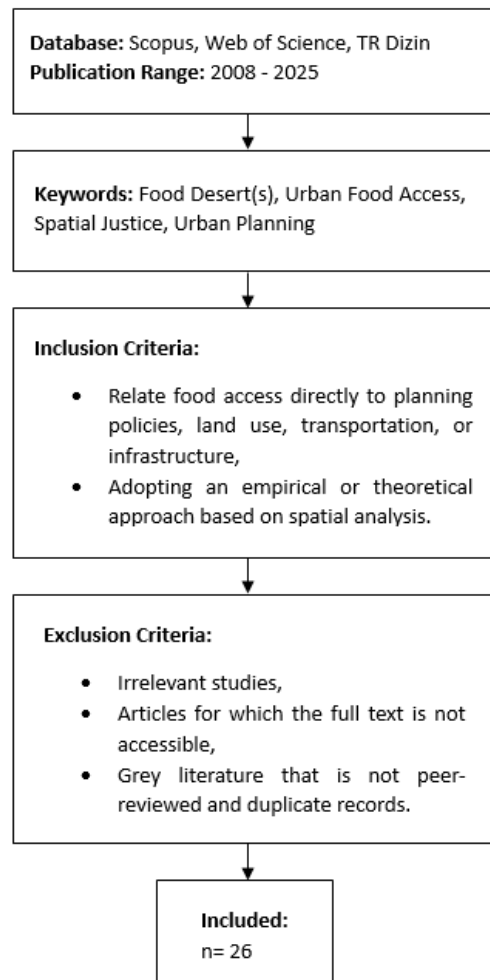 Database: Scopus, Web of Science, TR Dizin
Publication Range: 2008 - 2025
Keywords: Food Desert(s), Urban Food Access,
Spatial Justice, Urban Planning
Inclusion Criteria:
• Relate food access directly to planning
policies, land use, transportation, or
infrastructure,
• Adopting an empirical or theoretical
approach based on spatial analysis.
Exclusion Criteria:
• Irrelevant studies,
• Articles for which the full text is not
accessible,
• Grey literature that is not peer-
reviewed and duplicate records.
Included:
n= 26